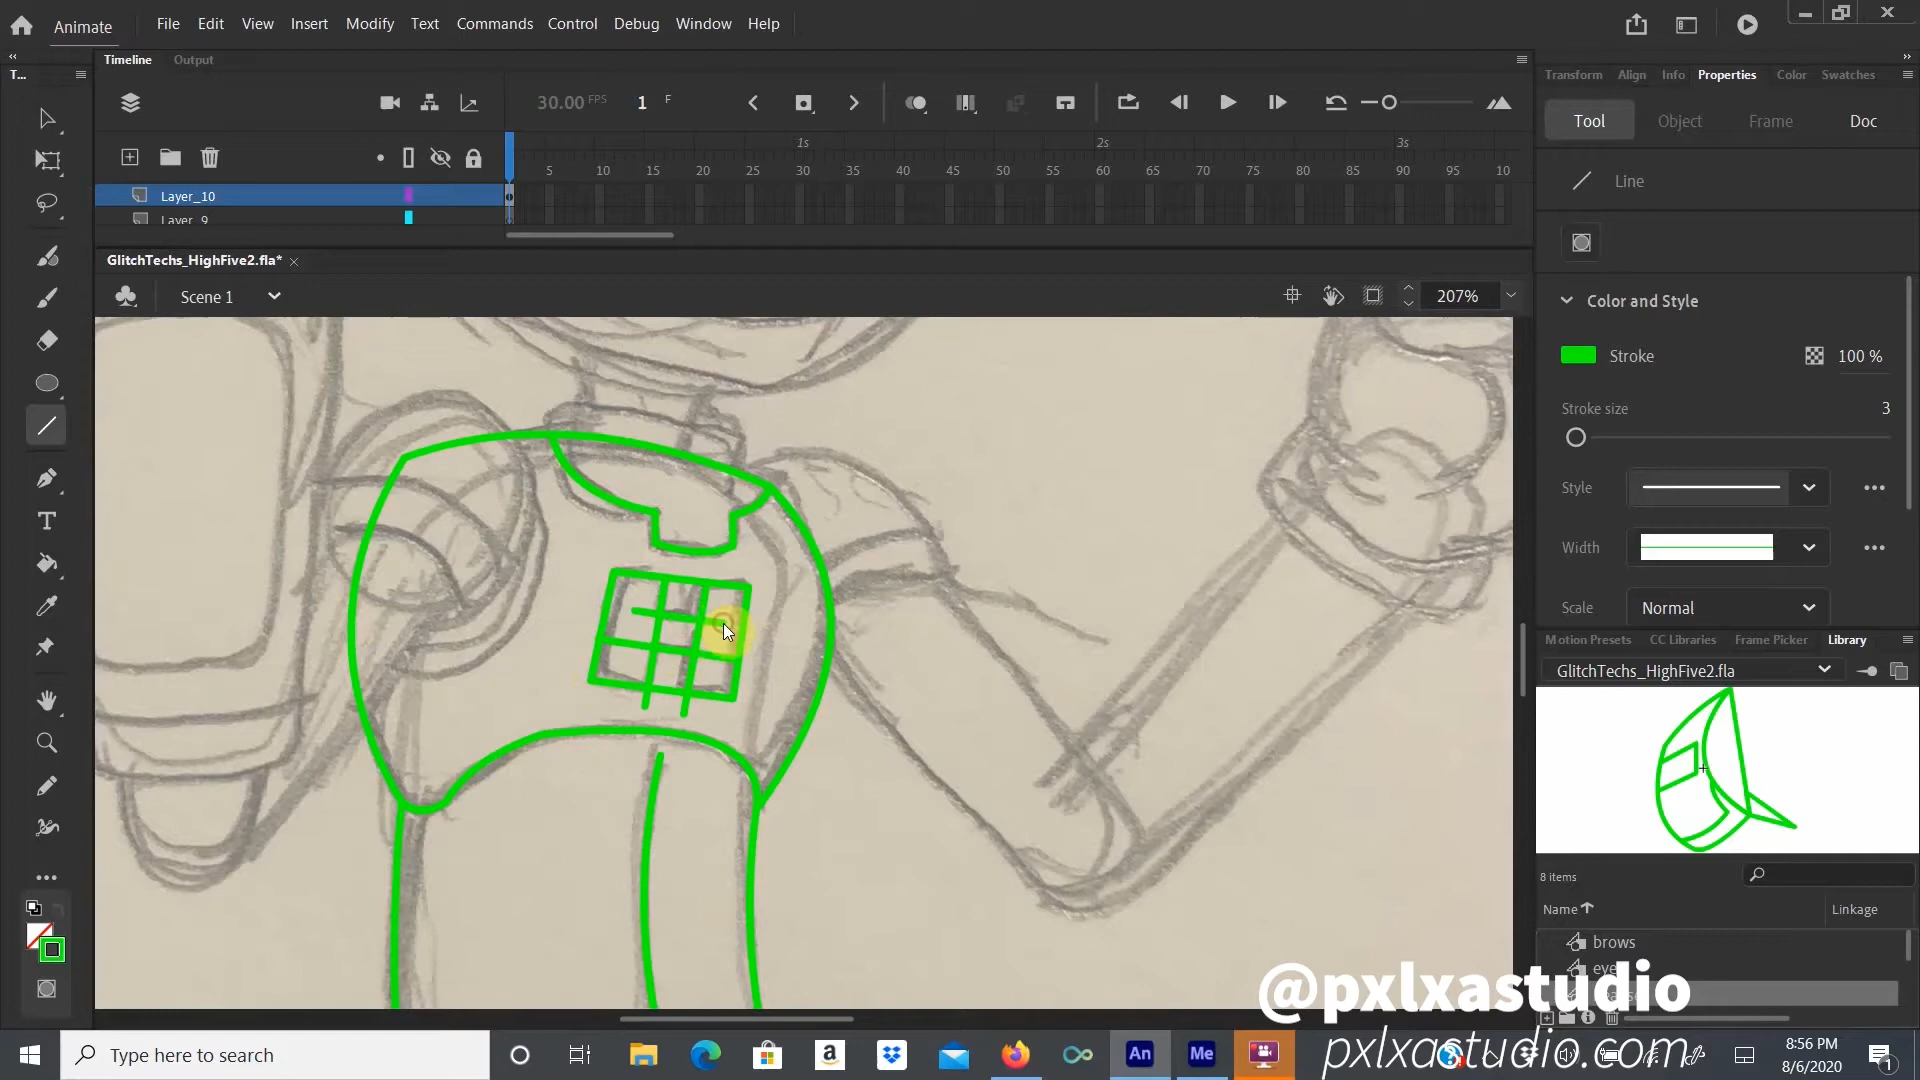 Animate
File Edit View Insert Modify Text Commands Control Debug Window Help
T...
Timeline Output
Transform Align Info Properties Color Swatches
30.00 FPS 1 F
Tool Object Frame Doc
1s 2s 3s
5 10 15 20 25 30 35 40 45 50 55 60 65 70 75 80 85 90 95 10
Layer_10
Layer_9
Line
GlitchTechs_HighFive2.fla*
Scene 1
207%
Color and Style
Stroke 100 %
Stroke size 3
Style
Width
Scale Normal
Motion Presets CC Libraries Frame Picker Library
GlitchTechs_HighFive2.fla
8 items
Name Linkage
brows
eye
@pxlxastudio
pxlxastudio.com
Type here to search
a
An
Me
8:56 PM
8/6/2020
1